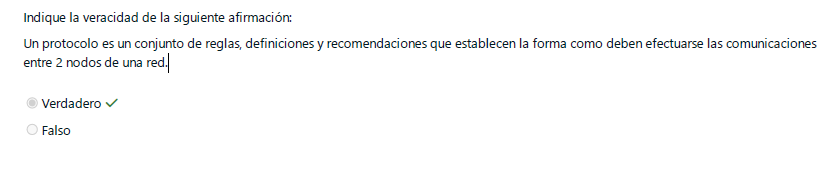 Indique la veracidad de la siguiente afirmación:
Un protocolo es un conjunto de reglas, definiciones y recomendaciones que establecen la forma como deben efectuarse las comunicaciones
entre 2 nodos de una red.
Verdadero
Falso